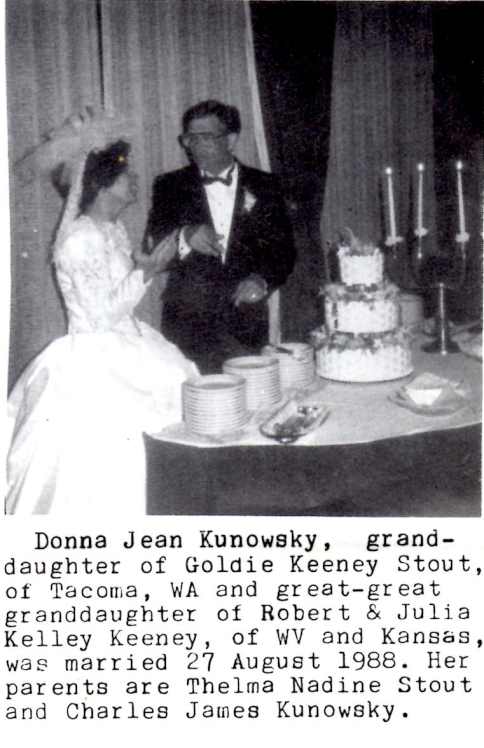 Donna Jean Kunowsky, grand-
daughter of Goldie Keeney Stout,
of Tacoma, WA and great-great
granddaughter of Robert & Julia
Kelley Keeney, of WV and Kansas,
was married 27 August 1988. Her
parents are Thelma Nadine Stout
and Charles James Kunowsky.